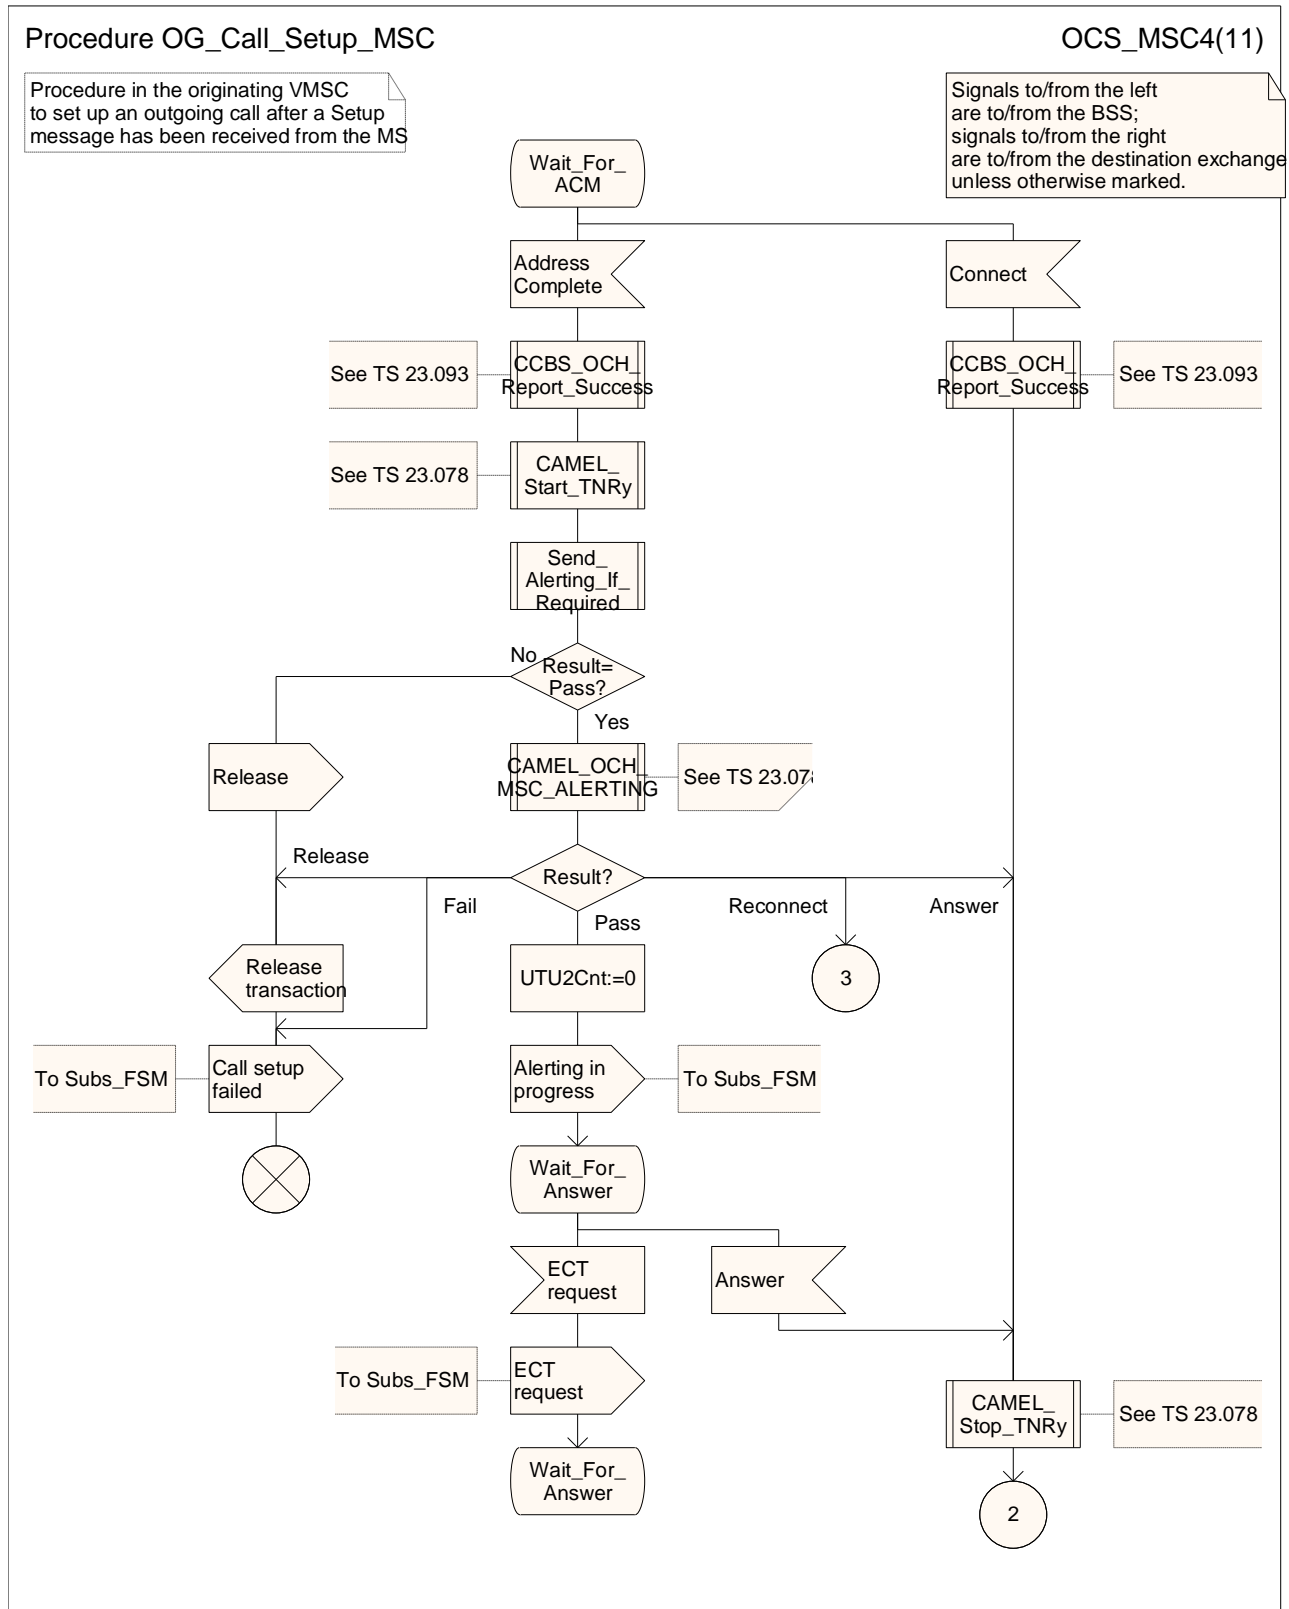 Procedure OG_Call_Setup_MSC
OCS_MSC4(11)
Procedure in the originating VMSC
to set up an outgoing call after a Setup
message has been received from the MS
Signals to/from the left
are to/from the BSS;
signals to/from the right
are to/from the destination exchange
unless otherwise marked.
Wait_For_
ACM
Address
Complete
Connect
See TS 23.093
CCBS_OCH_
Report_Success
CCBS_OCH_
Report_Success
See TS 23.093
See TS 23.078
CAMEL_
Start_TNRy
Send_
Alerting_If_
Required
No
Result=
Pass?
Yes
Release
CAMEL_OCH_
MSC_ALERTING
See TS 23.078
Release
Result?
Fail
Pass
Reconnect
Answer
Release
transaction
UTU2Cnt:=0
3
To Subs_FSM
Call setup
failed
Alerting in
progress
To Subs_FSM
Wait_For_
Answer
ECT
request
Answer
To Subs_FSM
ECT
request
CAMEL_
Stop_TNRy
See TS 23.078
Wait_For_
Answer
2